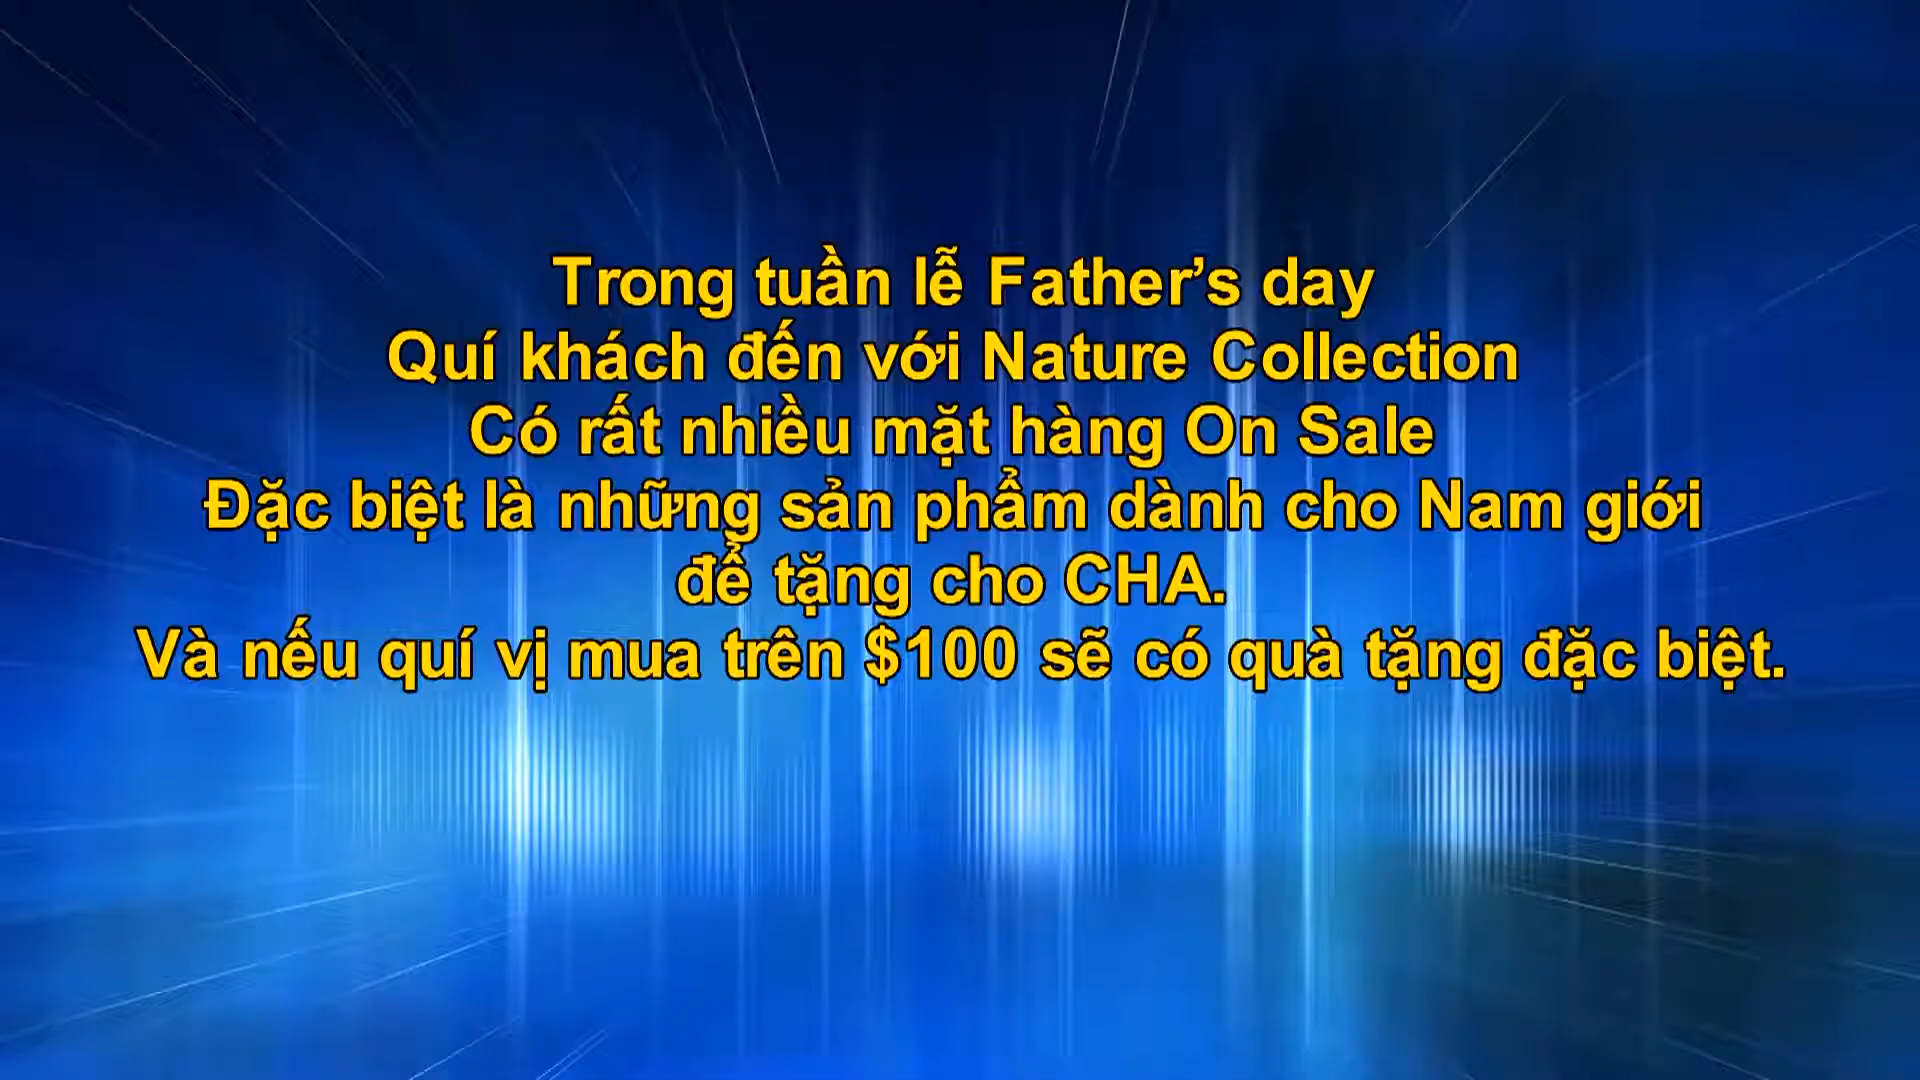 Trong tuần lễ Father’s day
Quí khách đến với Nature Collection
Có rất nhiều mặt hàng On Sale
Đặc biệt là những sản phẩm dành cho Nam giới
để tặng cho CHA.
Và nếu quí vị mua trên $100 sẽ có quà tặng đặc biệt.